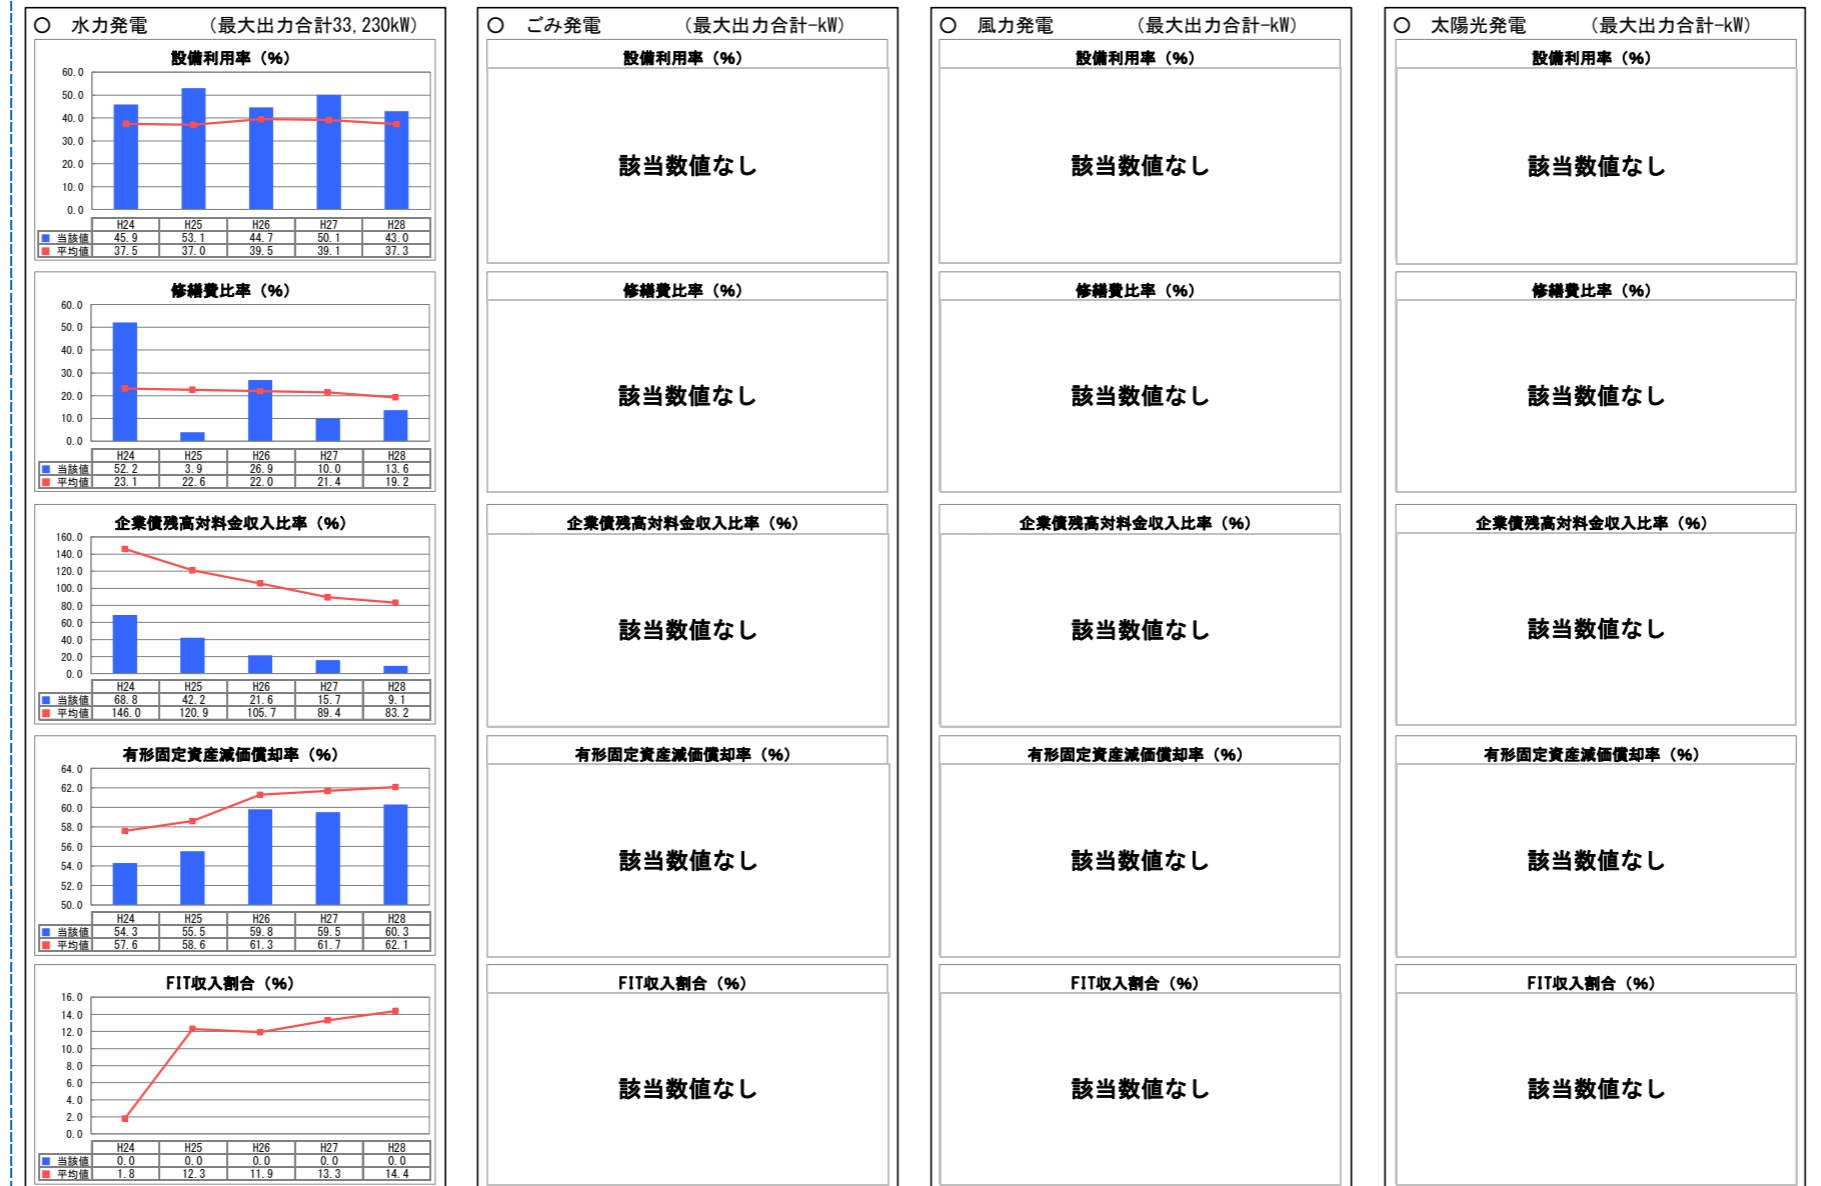 ○ 水力発電 (最大出力合計33,230kW)
設備利用率（%）
60.0
50.0
40.0
30.0
20.0
10.0
0.0
H24 H25 H26 H27 H28
当該値 45.9 53.1 44.7 50.1 43.0
平均値 37.5 37.0 39.5 39.1 37.3
修繕費比率（%）
60.0
50.0
40.0
30.0
20.0
10.0
0.0
H24 H25 H26 H27 H28
当該値 52.2 3.9 26.9 10.0 13.6
平均値 23.1 22.6 22.0 21.4 19.2
企業債残高対料金収入比率（%）
160.0
140.0
120.0
100.0
80.0
60.0
40.0
20.0
0.0
H24 H25 H26 H27 H28
当該値 68.8 42.2 21.6 15.7 9.1
平均値 146.0 120.9 105.7 89.4 83.2
有形固定資産減価償却率（%）
64.0
62.0
60.0
58.0
56.0
54.0
52.0
50.0
H24 H25 H26 H27 H28
当該値 54.3 55.5 59.8 59.5 60.3
平均値 57.6 58.6 61.3 61.7 62.1
FIT収入割合（%）
16.0
14.0
12.0
10.0
8.0
6.0
4.0
2.0
0.0
H24 H25 H26 H27 H28
当該値 0.0 0.0 0.0 0.0 0.0
平均値 1.8 12.3 11.9 13.3 14.4
○ ごみ発電 (最大出力合計-kW)
設備利用率（%）
該当数値なし
修繕費比率（%）
該当数値なし
企業債残高対料金収入比率（%）
該当数値なし
有形固定資産減価償却率（%）
該当数値なし
FIT収入割合（%）
該当数値なし
○ 風力発電 (最大出力合計-kW)
設備利用率（%）
該当数値なし
修繕費比率（%）
該当数値なし
企業債残高対料金収入比率（%）
該当数値なし
有形固定資産減価償却率（%）
該当数値なし
FIT収入割合（%）
該当数値なし
○ 太陽光発電 (最大出力合計-kW)
設備利用率（%）
該当数値なし
修繕費比率（%）
該当数値なし
企業債残高対料金収入比率（%）
該当数値なし
有形固定資産減価償却率（%）
該当数値なし
FIT収入割合（%）
該当数値なし